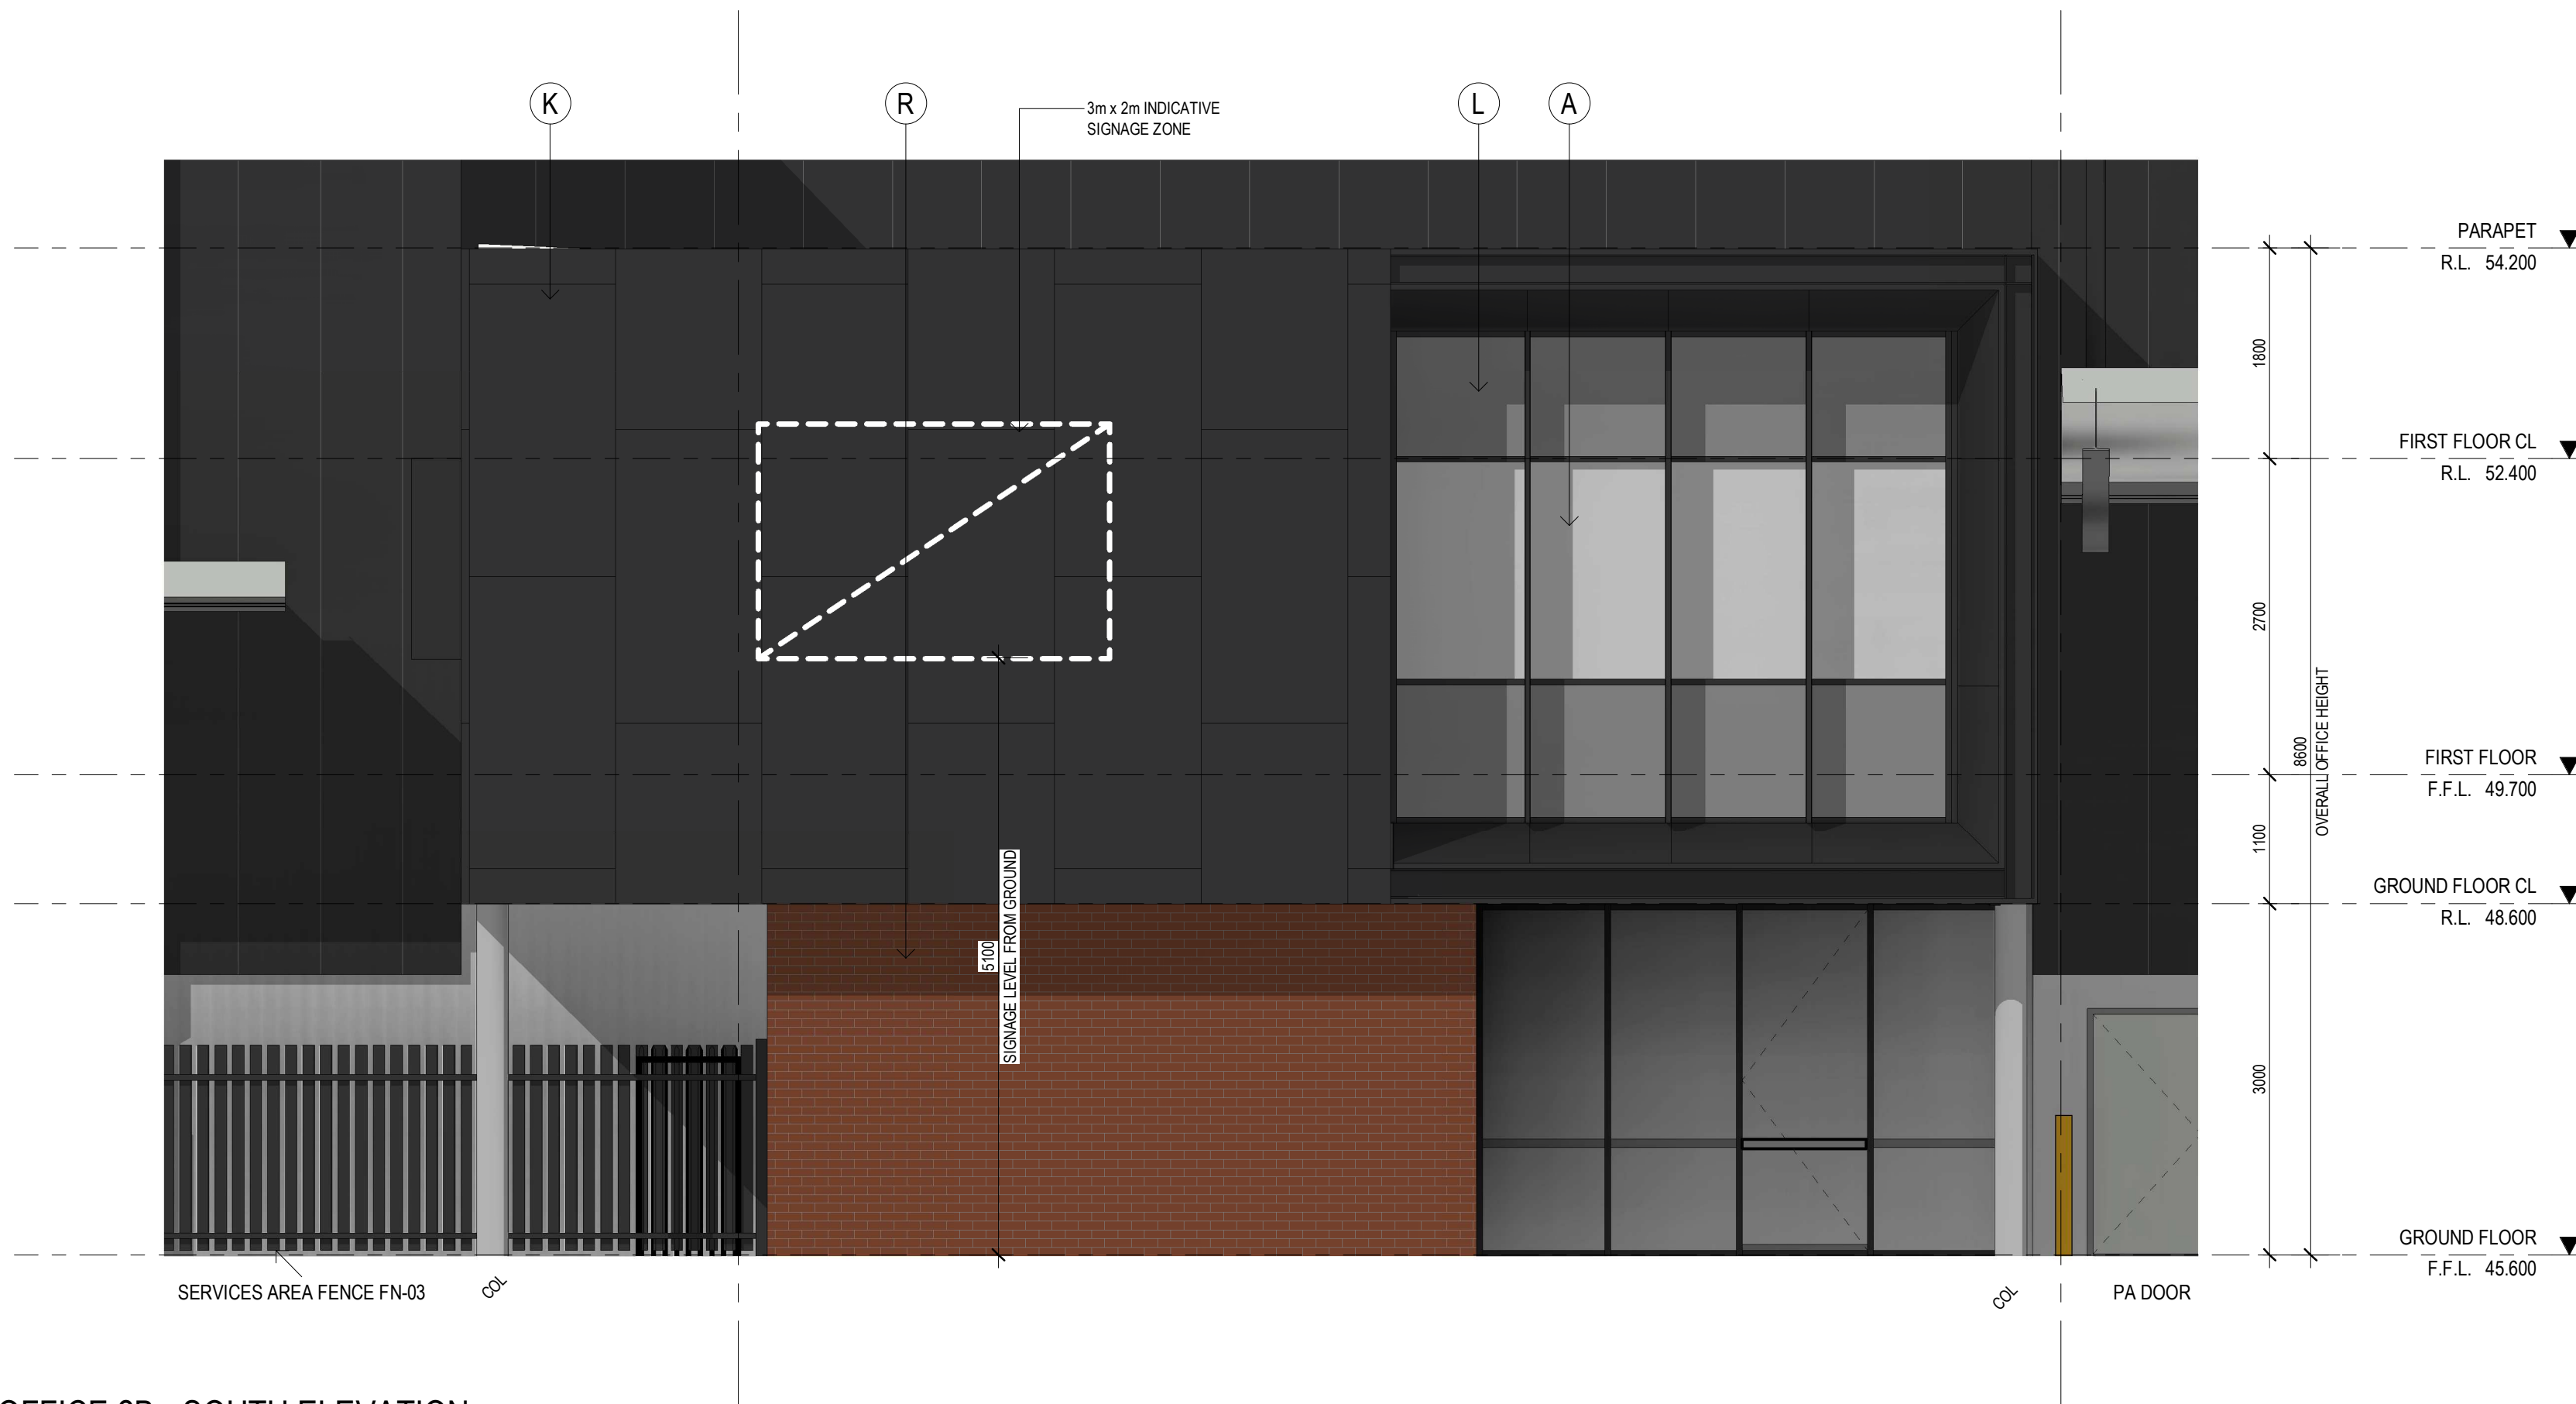 K
R
3m x 2m INDICATIVE
SIGNAGE ZONE
L
A
PARAPET
R.L. 54.200
1800
FIRST FLOOR CL
R.L. 52.400
2700
FIRST FLOOR
F.F.L. 49.700
8600
OVERALL OFFICE HEIGHT
1100
GROUND FLOOR CL
R.L. 48.600
5100
SIGNAGE LEVEL FROM GROUND
3000
GROUND FLOOR
F.F.L. 45.600
SERVICES AREA FENCE FN-03
COL
COL
PA DOOR
SOUTH ELEVATION